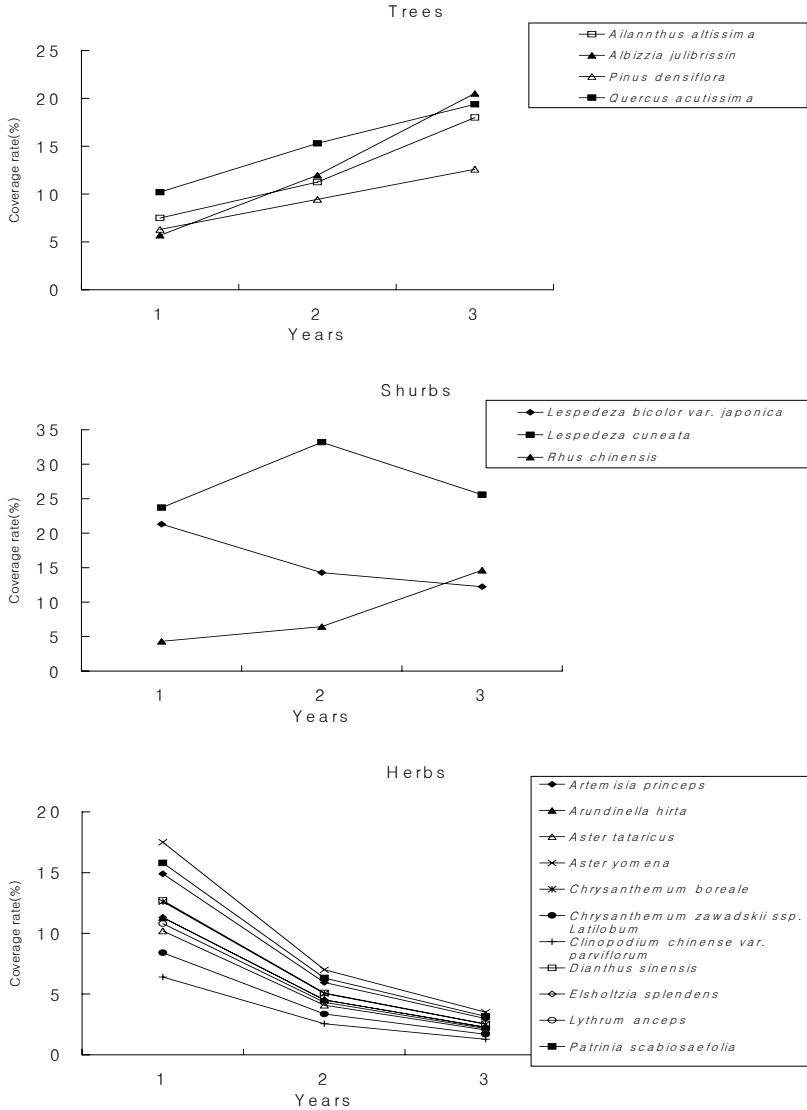 Trees
Ailannthus altissima
Albizzia julibrissin
Pinus densiflora
Quercus acutissima
Coverage rate(%)
25
20
15
10
5
0
1 2 3
Years
Shurbs
Lespedeza bicolor var. japonica
Lespedeza cuneata
Rhus chinensis
Coverage rate(%)
35
30
25
20
15
10
5
0
1 2 3
Years
Herbs
Artemisia princeps
Arundinella hirta
Aster tataricus
Aster yomena
Chrysanthemum boreale
Chrysanthemum zawadskii ssp.
Latilobum
Clinopodium chinense var.
parviflorum
Dianthus sinensis
Elsholtzia splendens
Lythrum anceps
Patrinia scabiosaefolia
Coverage rate(%)
20
15
10
5
0
1 2 3
Years